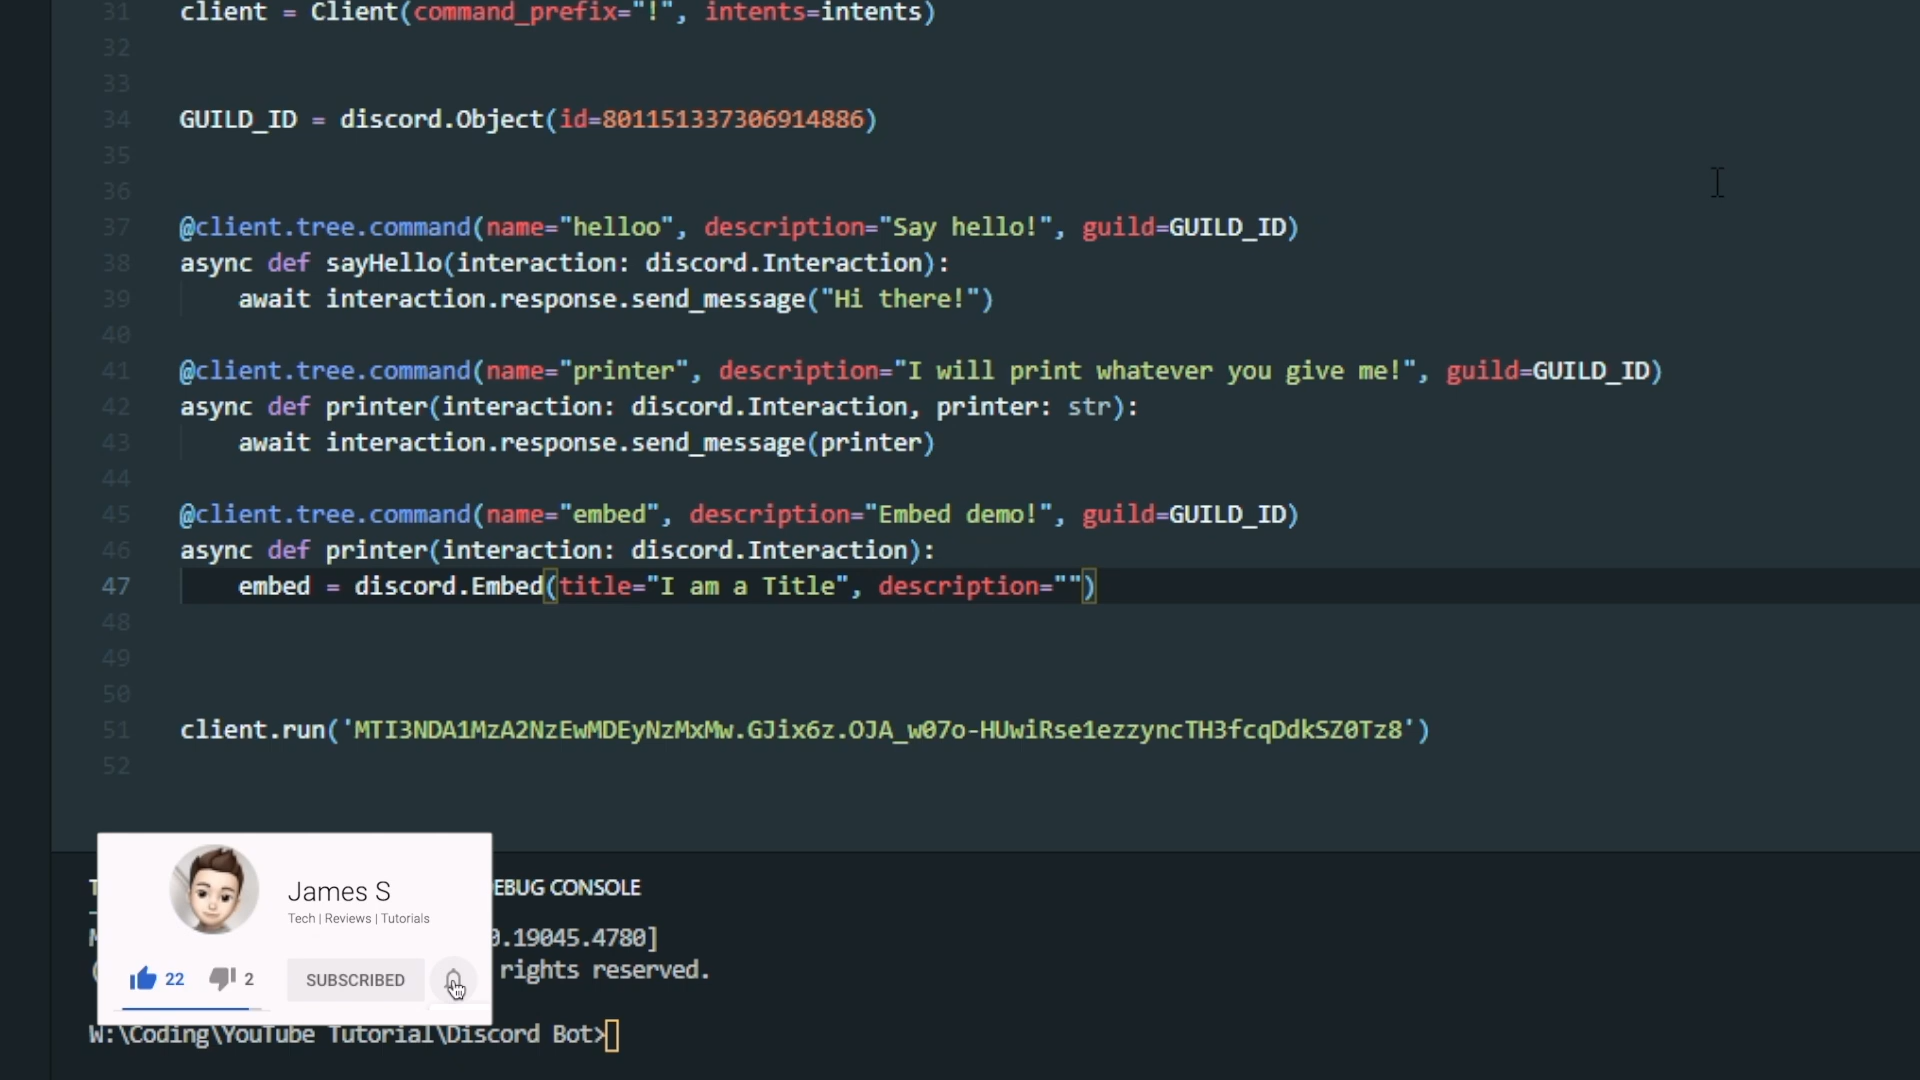 31 client = Client(command_prefix="!", intents=intents)
32
33
34 GUILD_ID = discord.Object(id=801151337306914886)
35
36
37 @client.tree.command(name="helloo", description="Say hello!", guild=GUILD_ID)
38 async def sayHello(interaction: discord.Interaction):
39 await interaction.response.send_message("Hi there!")
40
41 @client.tree.command(name="printer", description="I will print whatever you give me!", guild=GUILD_ID)
42 async def printer(interaction: discord.Interaction, printer: str):
43 await interaction.response.send_message(printer)
44
45 @client.tree.command(name="embed", description="Embed demo!", guild=GUILD_ID)
46 async def printer(interaction: discord.Interaction):
47 embed = discord.Embed(title="I am a Title", description="")
48
49
50
51 client.run('MTI3NDA1MzA2NzEwMDEyNzMxMw.GJix6z.OJA_w07o-HUwiRse1ezzyncTH3fcqDdkSZ0Tz8')
52
EBUG CONSOLE
0.19045.4780]
rights reserved.
James S
Tech | Reviews | Tutorials
22 2 SUBSCRIBED
W:\Coding\YouTube Tutorial\Discord Bot>